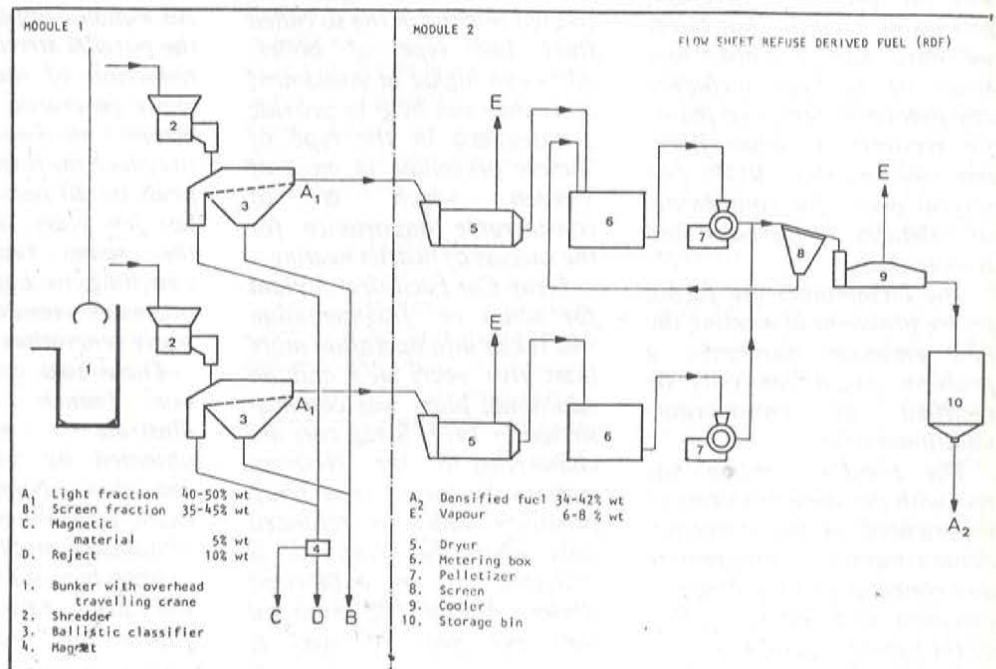 MODULE
MODULE 2
FLOW SHEET REFUSE DERIVED FUEL (RDF)
E
E
2
3
A1
5
6
7
8
9
E
2
1
A1
5
6
7
10
4
C D B
A2
A1 Light fraction 40-50% wt
B. Screen fraction 35-45% wt
C. Magnetic
material 5% wt
D. Reject 10% wt
1. Bunker with overhead
travelling crane
2. Shredder
3. Ballistic classifier
4. Magnet
A2 Densified fuel 34-42% wt
E. Vapour 6-8 % wt
5. Dryer
6. Metering box
7. Pelletizer
8. Screen
9. Cooler
10. Storage bin